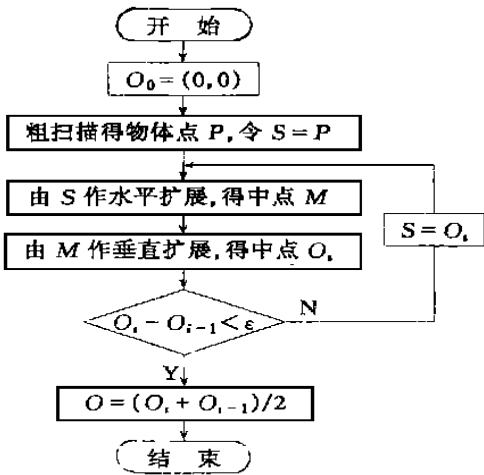 开 始
O₀ = (0,0)
粗扫描得物体点 P,令 S = P
由 S 作水平扩展,得中点 M
由 M 作垂直扩展,得中点 Oᵢ
S = Oᵢ
Oᵢ - Oᵢ₋₁ < ε
N
Y
O = (Oᵢ + Oᵢ₋₁)/2
结 束